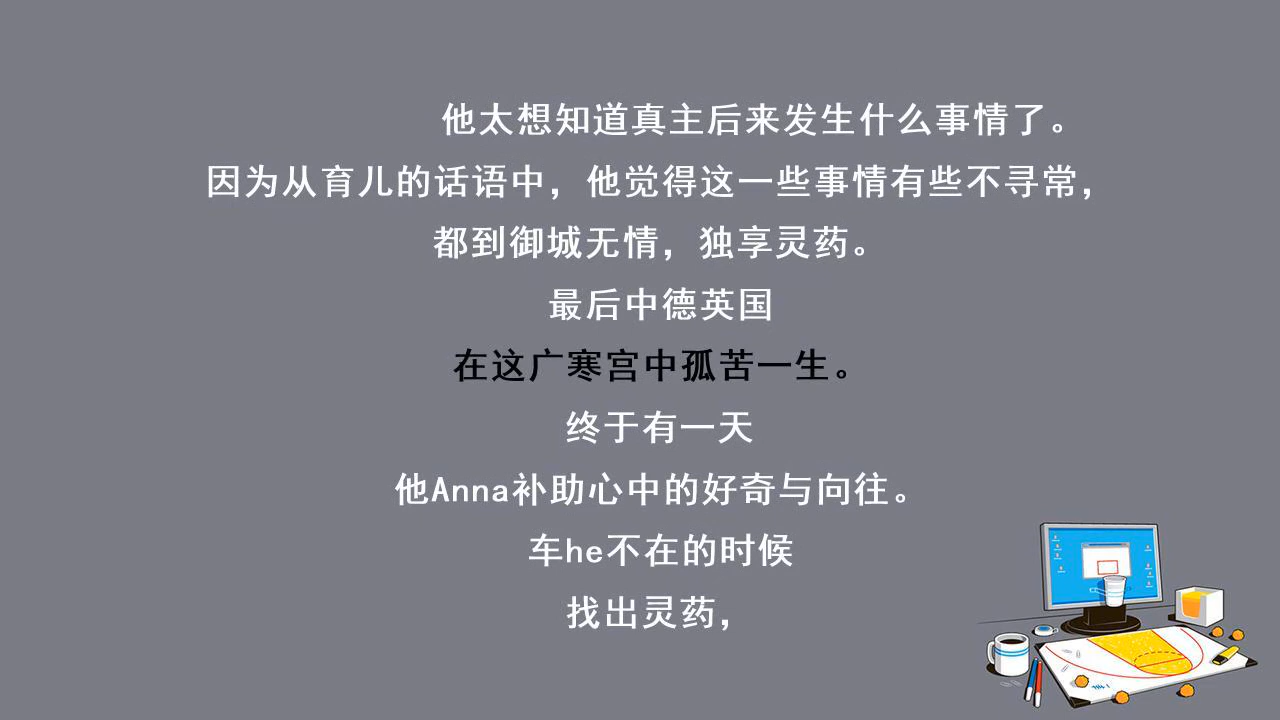 他太想知道真主后来发生什么事情了。
因为从育儿的话语中，他觉得这一些事情有些不寻常，
都到御城无情，独享灵药。
最后中德英国
在这广寒宫中孤苦一生。
终于有一天
他Anna补助心中的好奇与向往。
车he不在的时候
找出灵药，